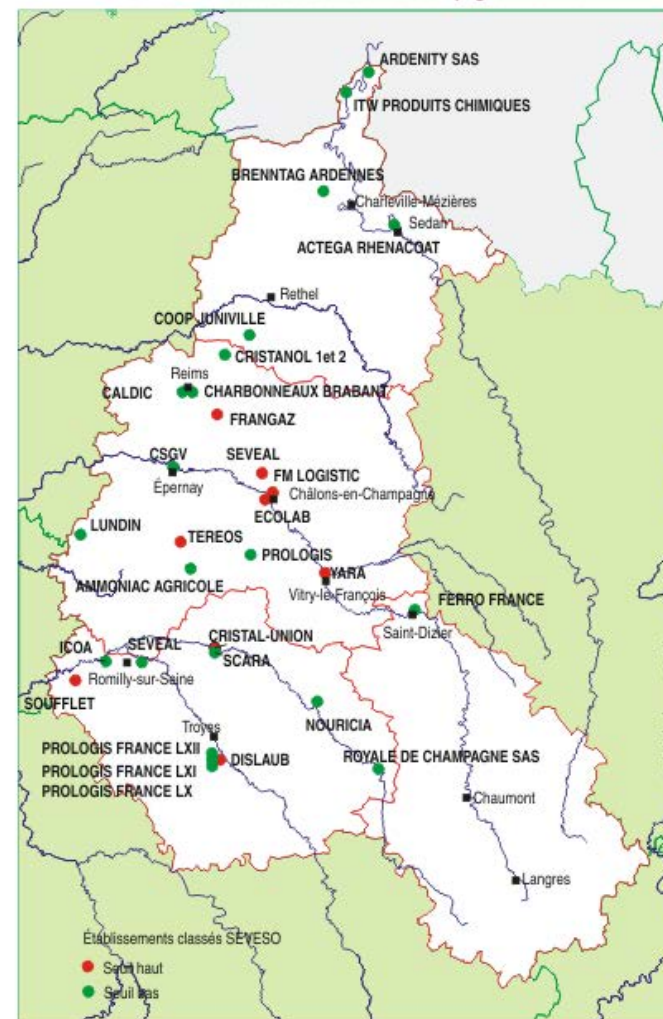 ARDENITY SAS
ITW PRODUITS CHIMIQUES
BRENNTAG ARDENNES
Charleville-Mézières
Sedan
ACTEGA RHENACOAT
Rethel
COOP JUNIVILLE
CRISTANOL 1et 2
Reims
CALDIC
CHARBONNEAUX BRABANT
FRANGAZ
CSGV
SEVEAL
Épernay
FM LOGISTIC
Châlons-en-Champagne
ECOLAB
LUNDIN
TEREOS
PROLOGIS
YARA
AMMONIAC AGRICOLE
Vitry-le-François
FERRO FRANCE
Saint-Dizier
CRISTAL-UNION
ICOA
SEVEAL
SCARA
Romilly-sur-Seine
SOUFFLET
NOURICIA
Troyes
PROLOGIS FRANCE LXII
ROYALE DE CHAMPAGNE SAS
DISLAUB
PROLOGIS FRANCE LXI
PROLOGIS FRANCE LX
Chaumont
Langres
Établissements classés SEVESO
Seuil haut
Seuil bas